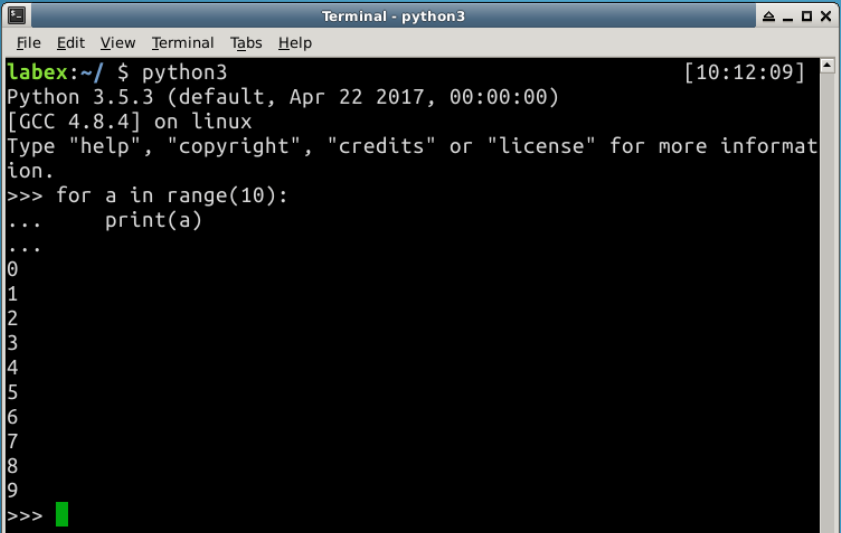 Terminal - python3
File Edit View Terminal Tabs Help
labex:~/ $ python3 [10:12:09]
Python 3.5.3 (default, Apr 22 2017, 00:00:00)
[GCC 4.8.4] on linux
Type "help", "copyright", "credits" or "license" for more informat
ion.
>>> for a in range(10):
...     print(a)
...
0
1
2
3
4
5
6
7
8
9
>>>